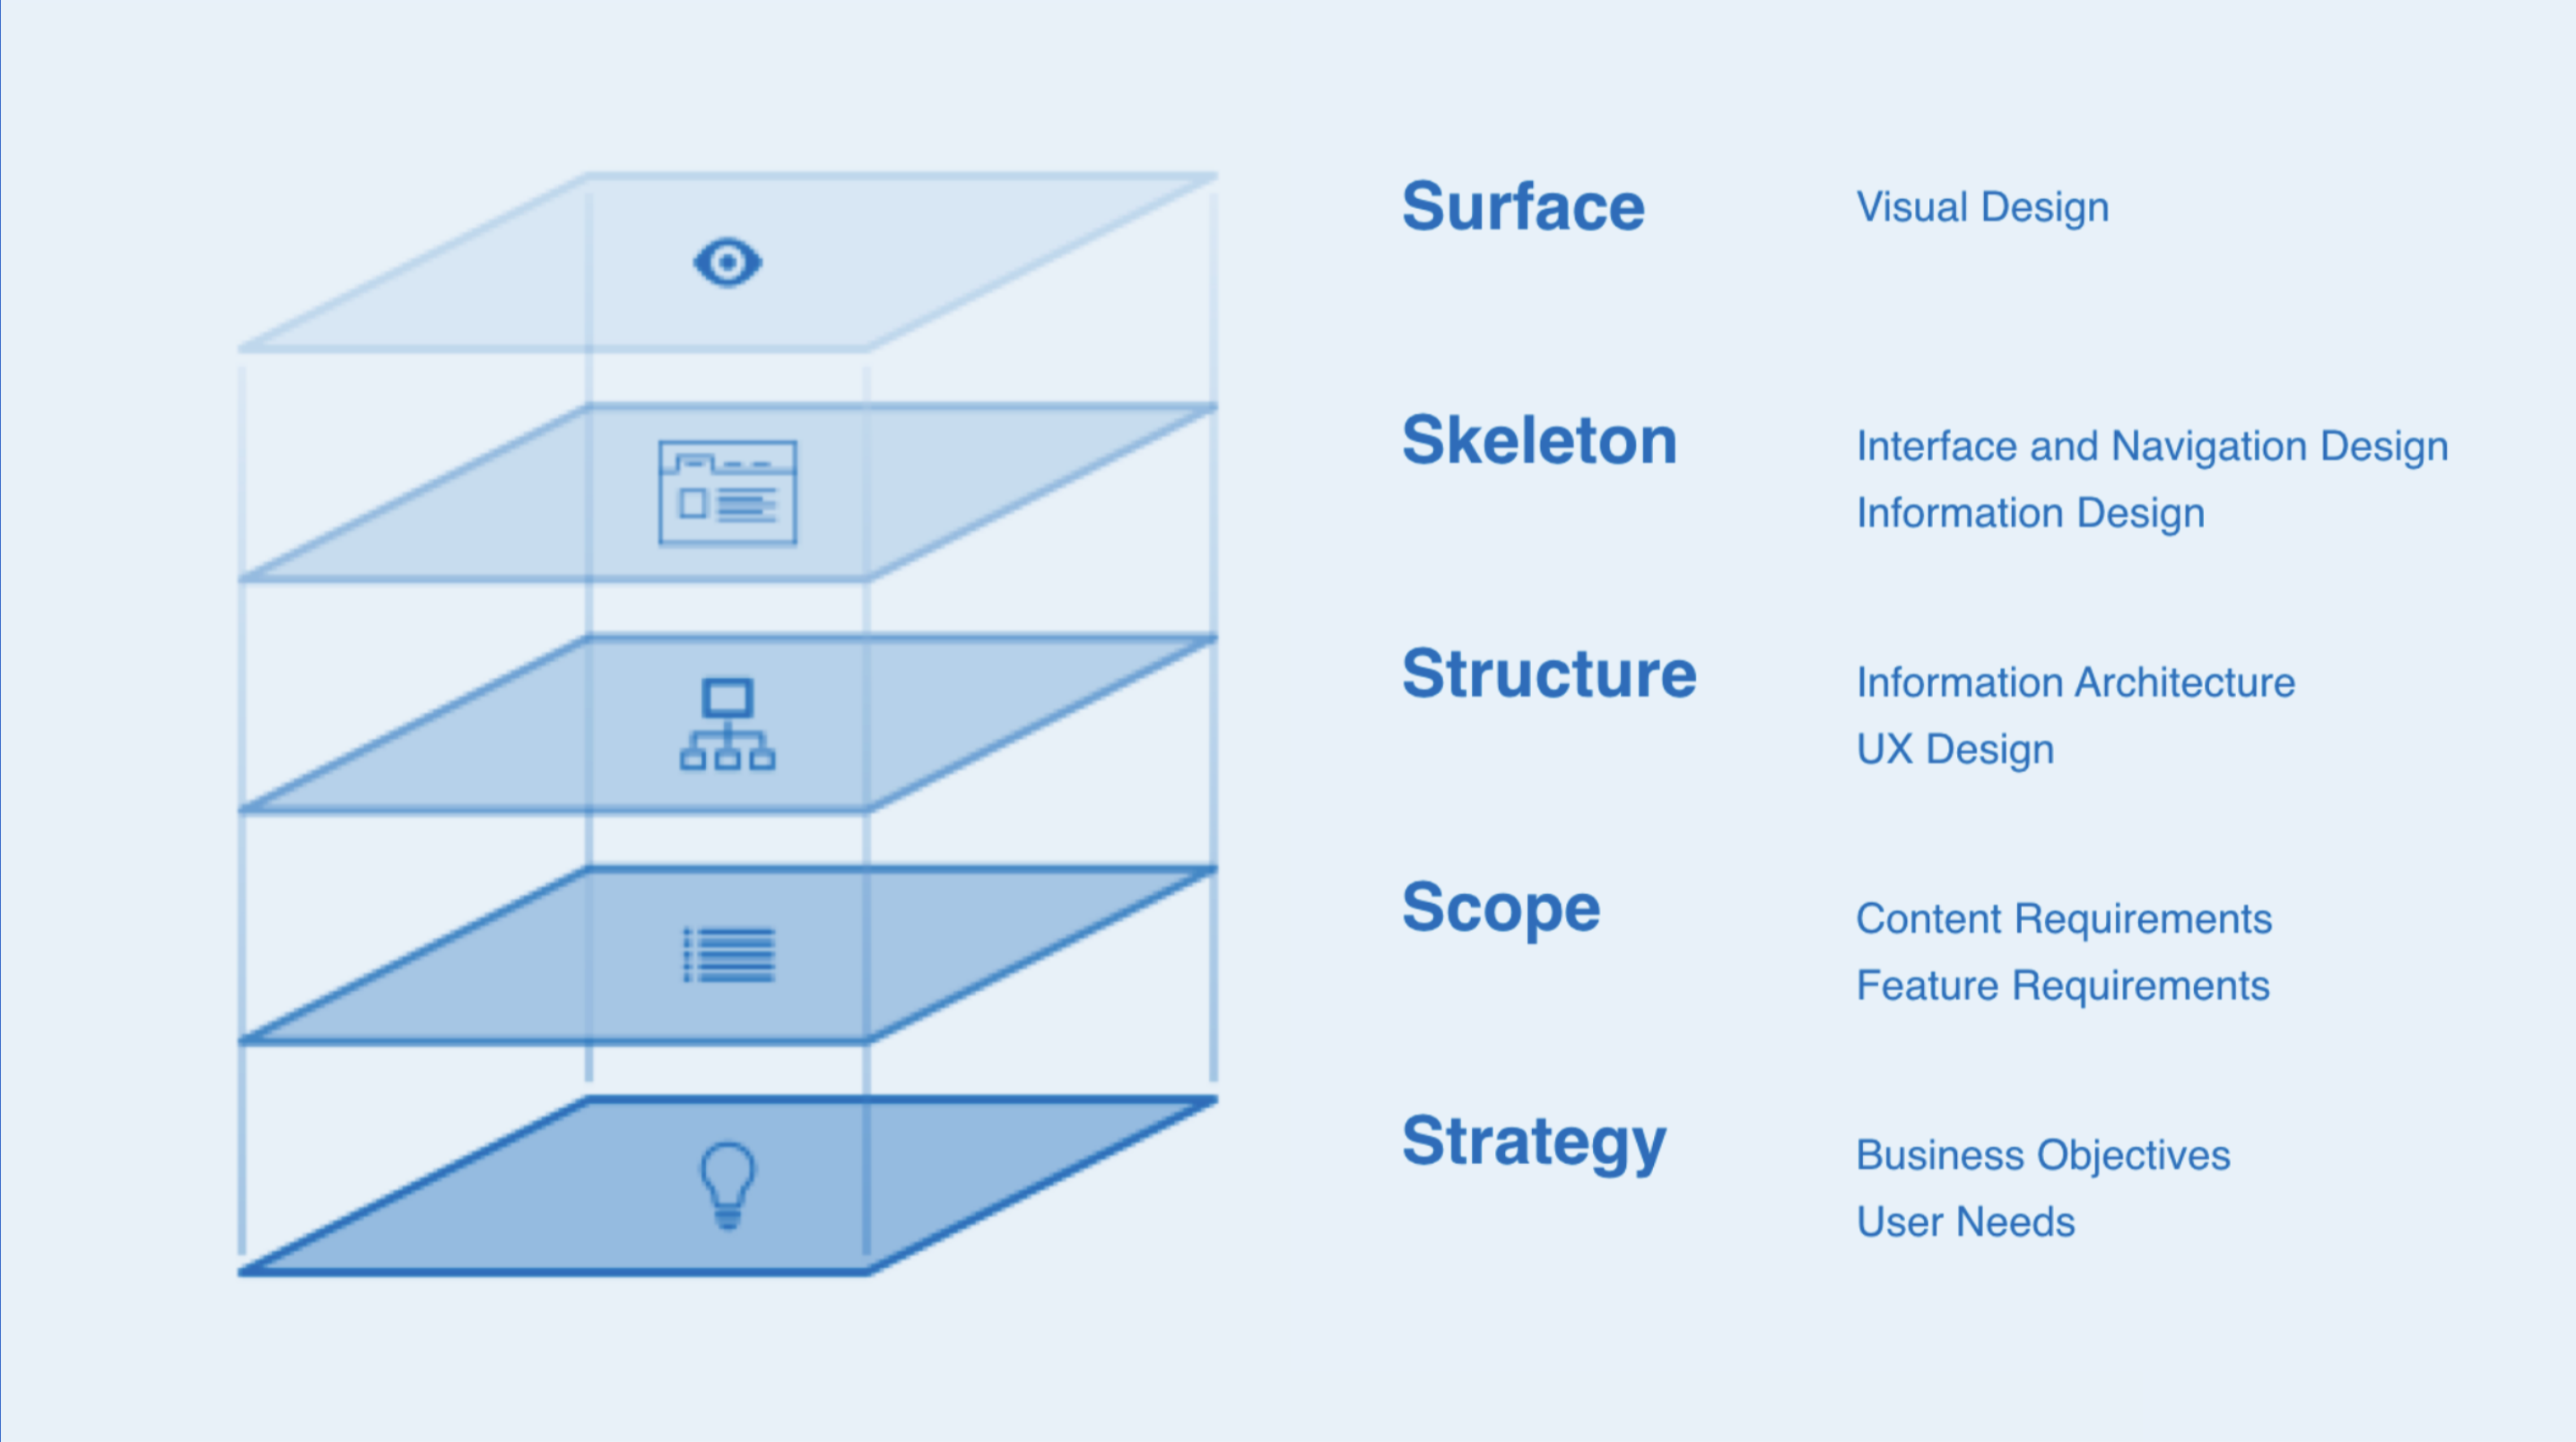 Surface
Visual Design
Skeleton
Interface and Navigation Design
Information Design
Structure
Information Architecture
UX Design
Scope
Content Requirements
Feature Requirements
Strategy
Business Objectives
User Needs